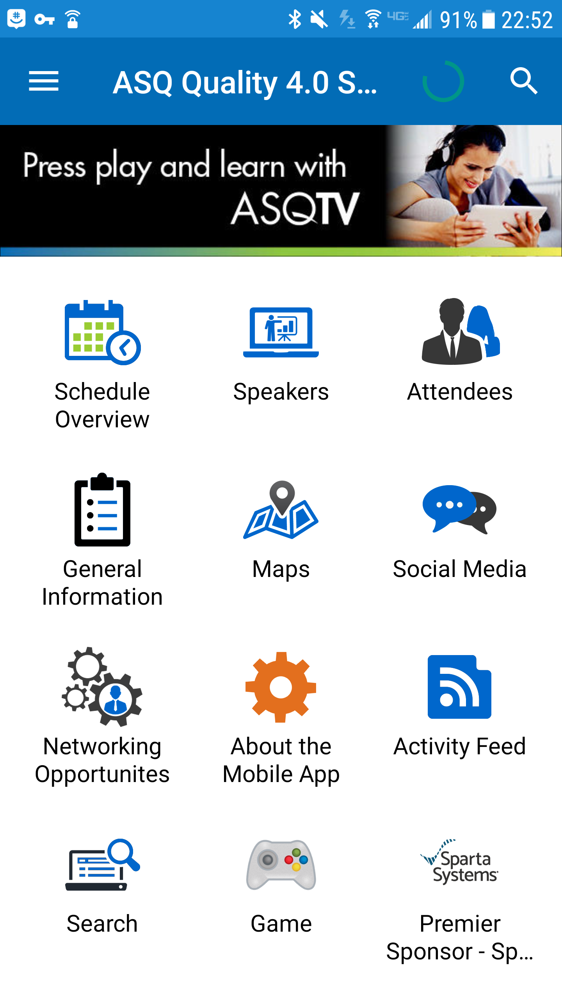 4G LTE 91% 22:52
ASQ Quality 4.0 S...
Press play and learn with
ASQTV
Schedule
Overview
Speakers
Attendees
General
Information
Maps
Social Media
Networking
Opportunites
About the
Mobile App
Activity Feed
Search
Game
Sparta
Systems
Premier
Sponsor - Sp...